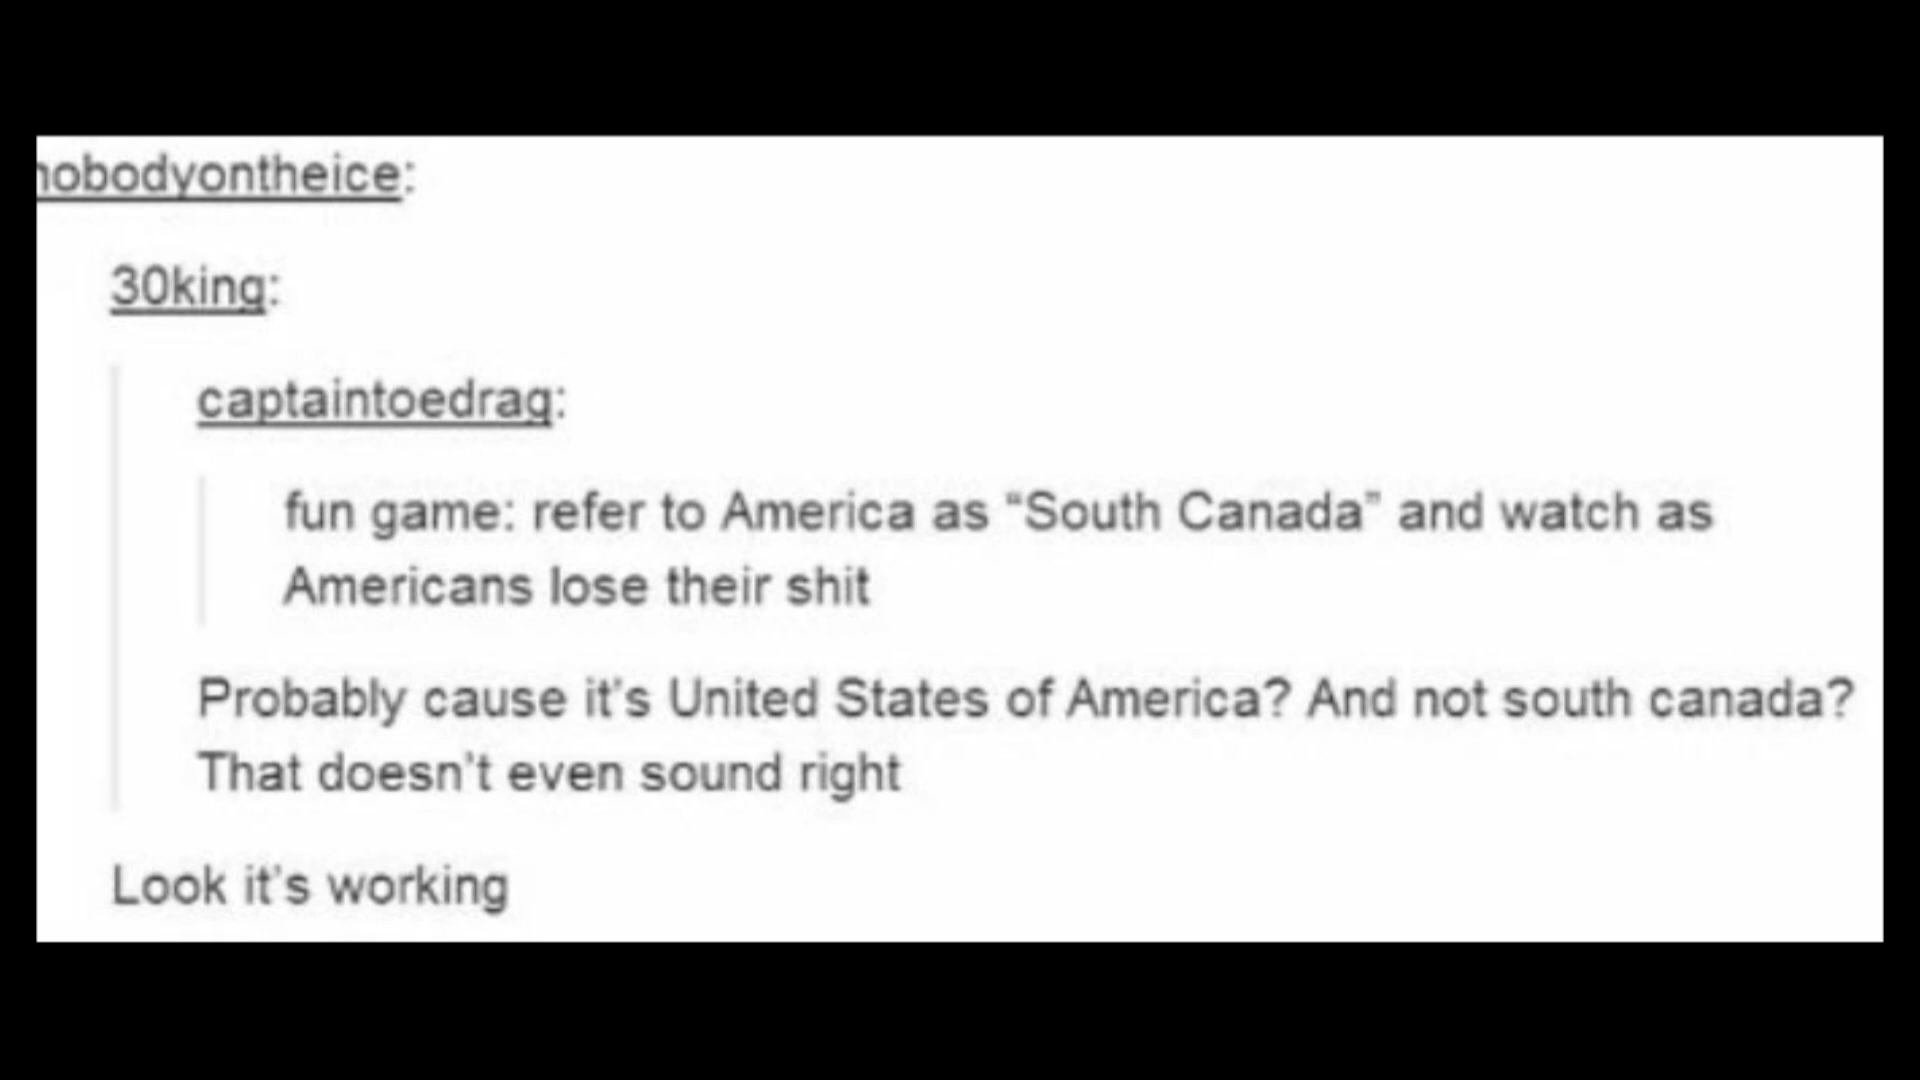 nobodyontheice:
30king:
captaintoedrag:
fun game: refer to America as “South Canada” and watch as
Americans lose their shit
Probably cause it's United States of America? And not south canada?
That doesn't even sound right
Look it's working